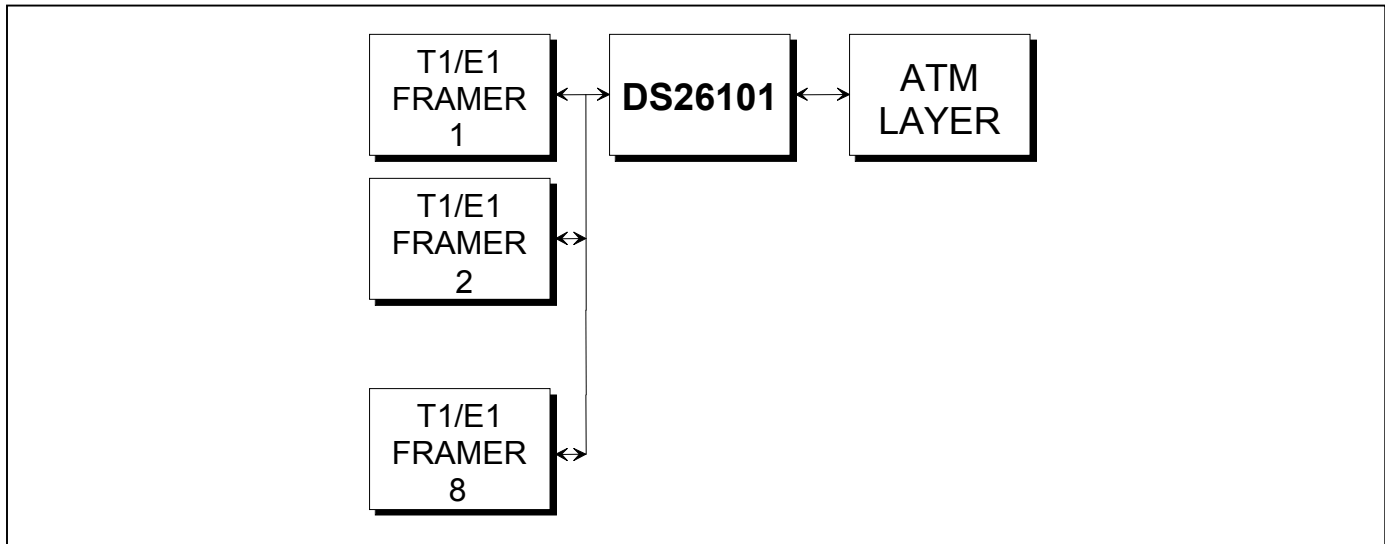 T1/E1
FRAMER
1
DS26101
ATM
LAYER
T1/E1
FRAMER
2
T1/E1
FRAMER
8